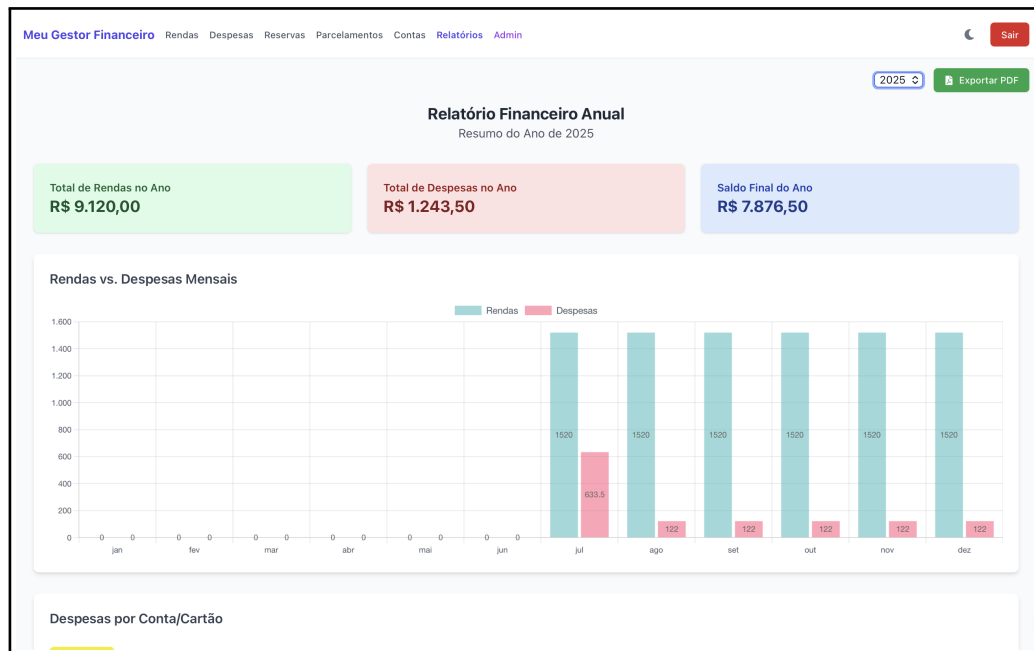 Meu Gestor Financeiro Rendas Despesas Reservas Parcelamentos Contas Relatórios Admin Sair
2025 Exportar PDF
Relatório Financeiro Anual
Resumo do Ano de 2025
Total de Rendas no Ano
R$ 9.120,00
Total de Despesas no Ano
R$ 1.243,50
Saldo Final do Ano
R$ 7.876,50
Rendas vs. Despesas Mensais
Rendas Despesas
1.600
1.400
1.200
1.000
800
600
400
200
0
1520 1520 1520 1520 1520 1520
633.5
122 122 122 122 122
0 0 0 0 0 0 0 0 0 0 0 0
jan fev mar abr mai jun jul ago set out nov dez
Despesas por Conta/Cartão